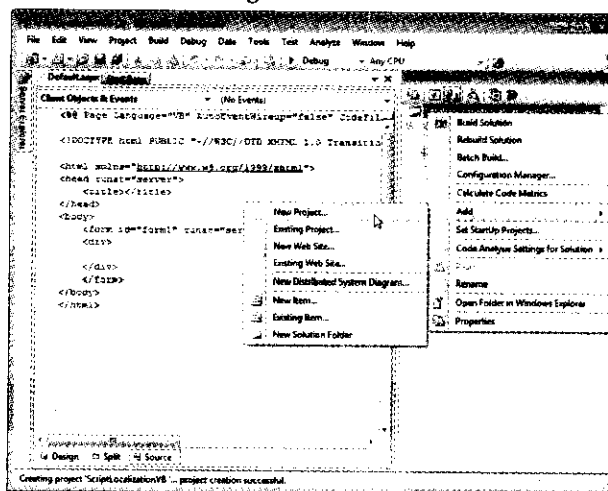 File Edit View Project Build Debug Data Tools Test Analyze Window Help
Debug Any CPU
Default.aspx
Client Objects & Events (No Events)
<%@ Page Language="VB" AutoEventWireup="false" CodeFil
<!DOCTYPE html PUBLIC "-//W3C//DTD XHTML 1.0 Transitio
<html xmlns="http://www.w3.org/1999/xhtml">
<head runat="server">
<title></title>
</head>
<body>
<form id="form1" runat="ser
<div>
</div>
</form>
</body>
</html>
Build Solution
Rebuild Solution
Batch Build...
Configuration Manager...
Calculate Code Metrics
Add
Set StartUp Projects...
Code Analysis Settings for Solution
Rename
Open Folder in Windows Explorer
Properties
New Project...
Existing Project...
New Web Site...
Existing Web Site...
New Distributed System Diagram...
New Item...
Existing Item...
New Solution Folder
Design Split Source
Creating project 'ScriptLocalizationVB'... project creation successful.